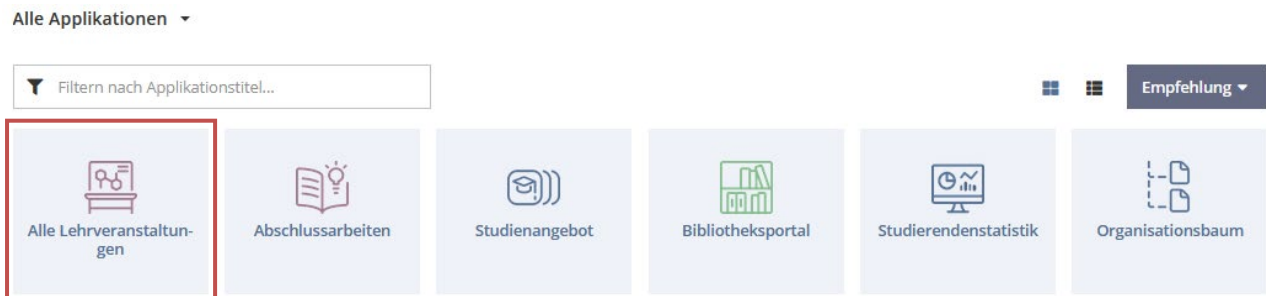 Alle Applikationen
Filtern nach Applikationstitel...
Empfehlung
Alle Lehrveranstaltun-
gen
Abschlussarbeiten
Studienangebot
Bibliotheksportal
Studierendenstatistik
Organisationsbaum